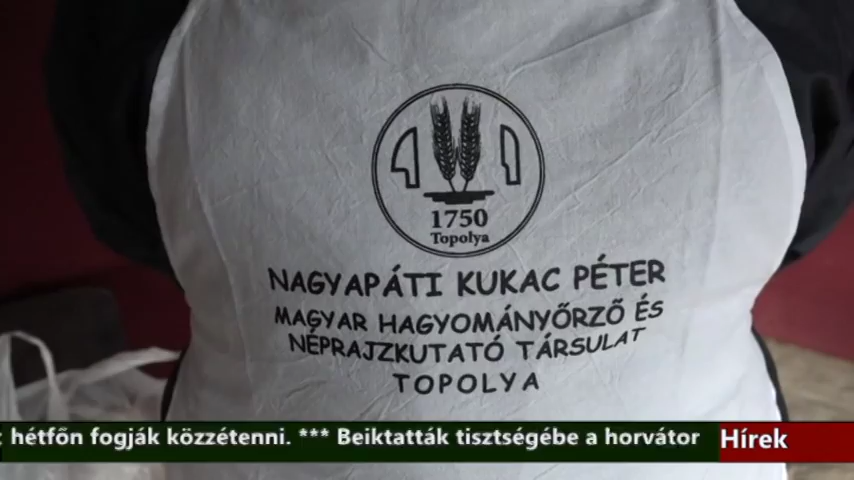 1750
Topolya
NAGYAPÁTI KUKAC PÉTER
MAGYAR HAGYOMÁNYŐRZŐ ÉS
NÉPRAJZKUTATÓ TÁRSULAT
TOPOLYA
hétfőn fogják közzétenni. *** Beiktatták tisztségébe a horvátor
Hírek